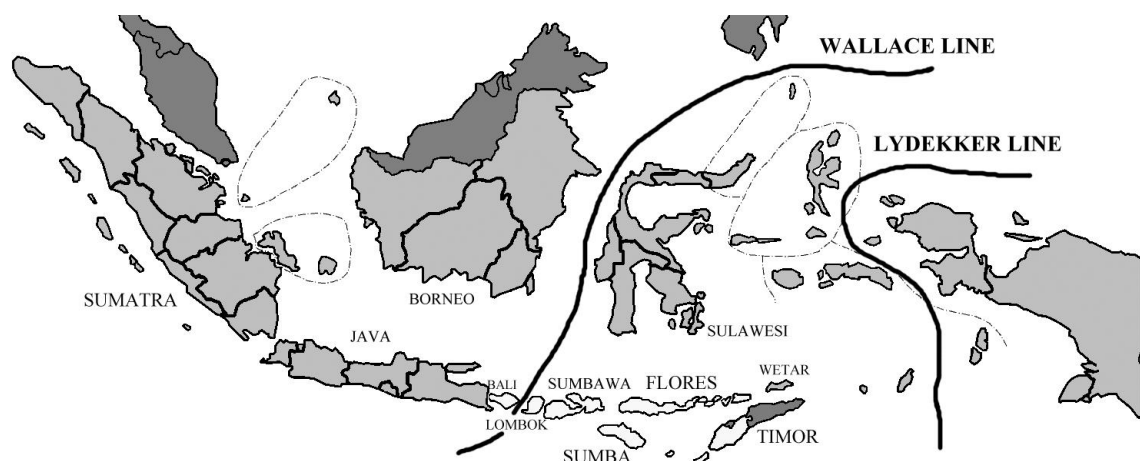 WALLACE LINE
LYDEKKER LINE
SUMATRA
BORNEO
SULAWESI
JAVA
WETAR
BALI
SUMBAWA
FLORES
LOMBOK
TIMOR
SUMBA